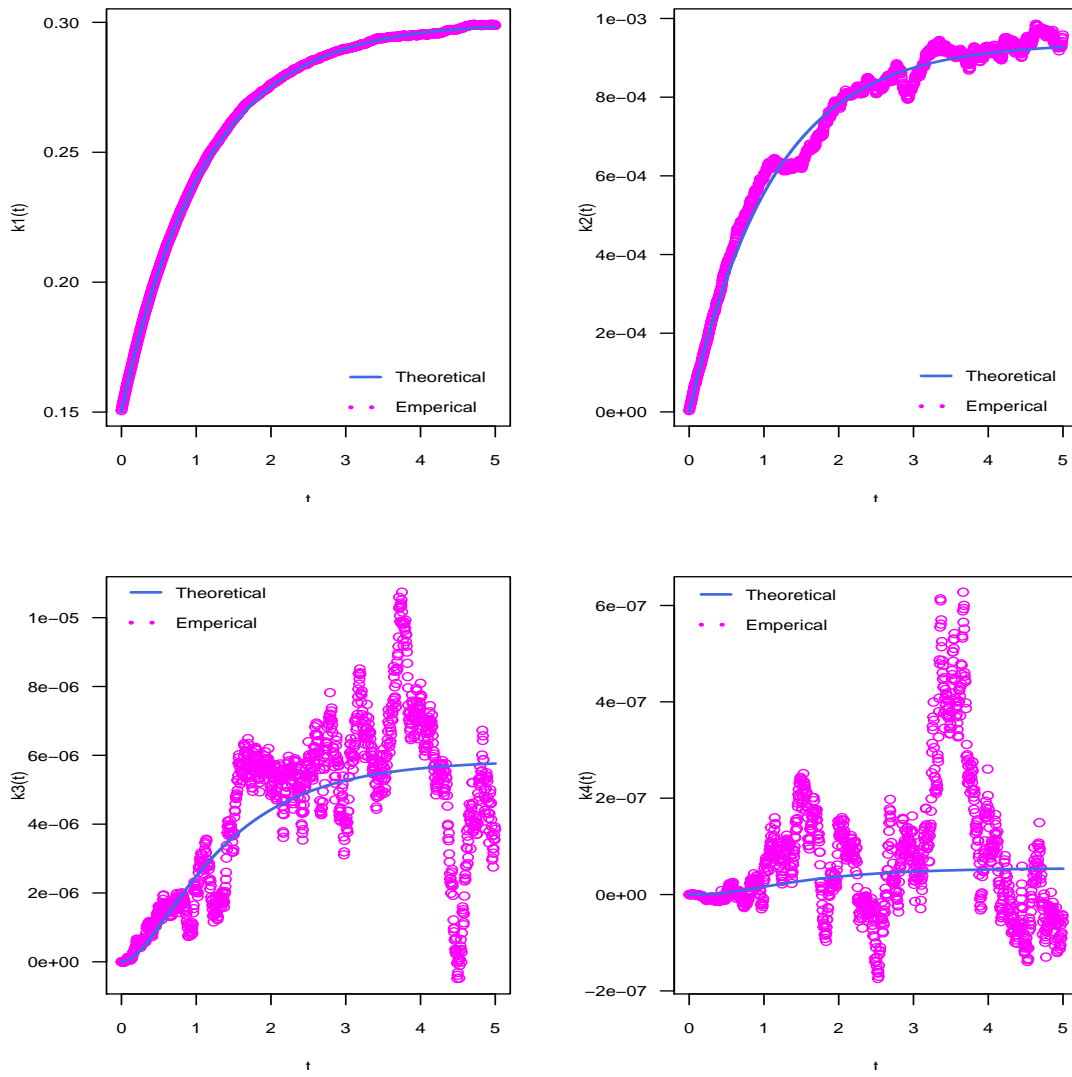 k1(t)
0.30
0.25
0.20
0.15
0 1 2 3 4 5
t
Theoretical
Emperical
k2(t)
1e−03
8e−04
6e−04
4e−04
2e−04
0e+00
0 1 2 3 4 5
t
Theoretical
Emperical
k3(t)
1e−05
8e−06
6e−06
4e−06
2e−06
0e+00
0 1 2 3 4 5
t
Theoretical
Emperical
k4(t)
6e−07
4e−07
2e−07
0e+00
−2e−07
0 1 2 3 4 5
t
Theoretical
Emperical